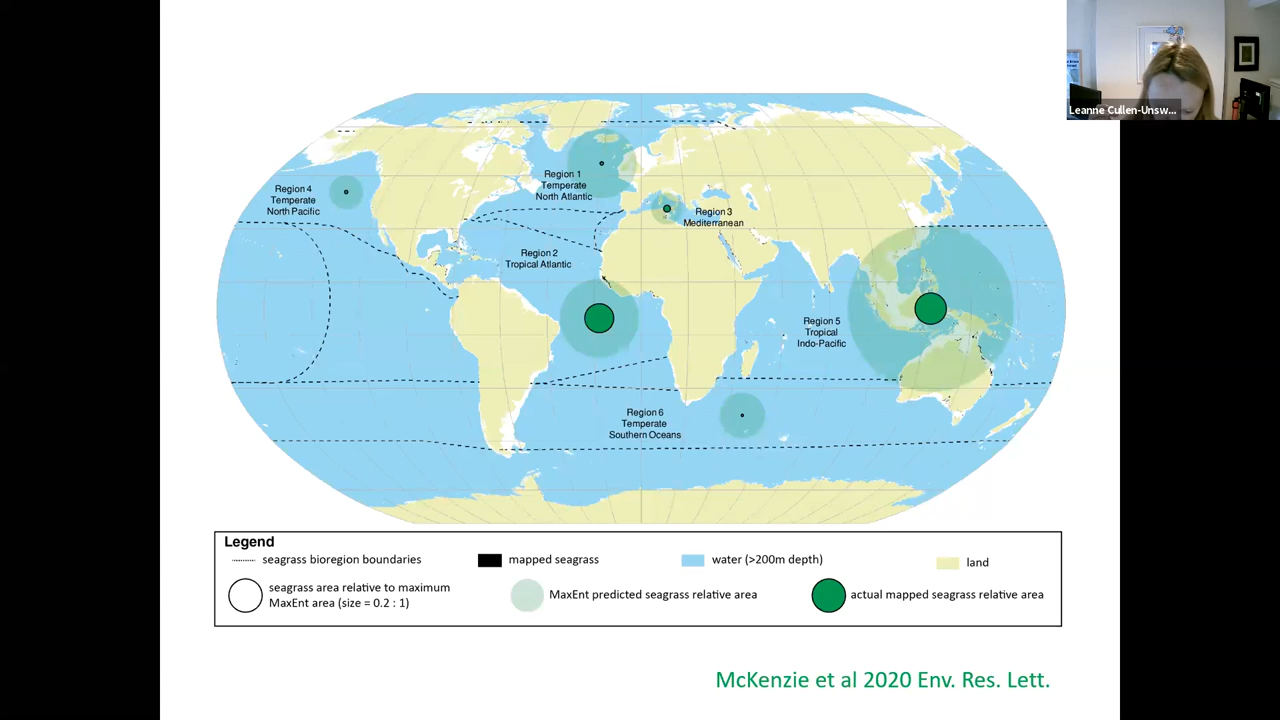 Leanne Cullen-Unsw...
Region 1
Temperate
North Atlantic
Region 4
Temperate
North Pacific
Region 3
Mediterranean
Region 2
Tropical Atlantic
Region 5
Tropical
Indo-Pacific
Region 6
Temperate
Southern Oceans
Legend
seagrass bioregion boundaries
mapped seagrass
water (>200m depth)
land
seagrass area relative to maximum
MaxEnt area (size = 0.2 : 1)
MaxEnt predicted seagrass relative area
actual mapped seagrass relative area
McKenzie et al 2020 Env. Res. Lett.